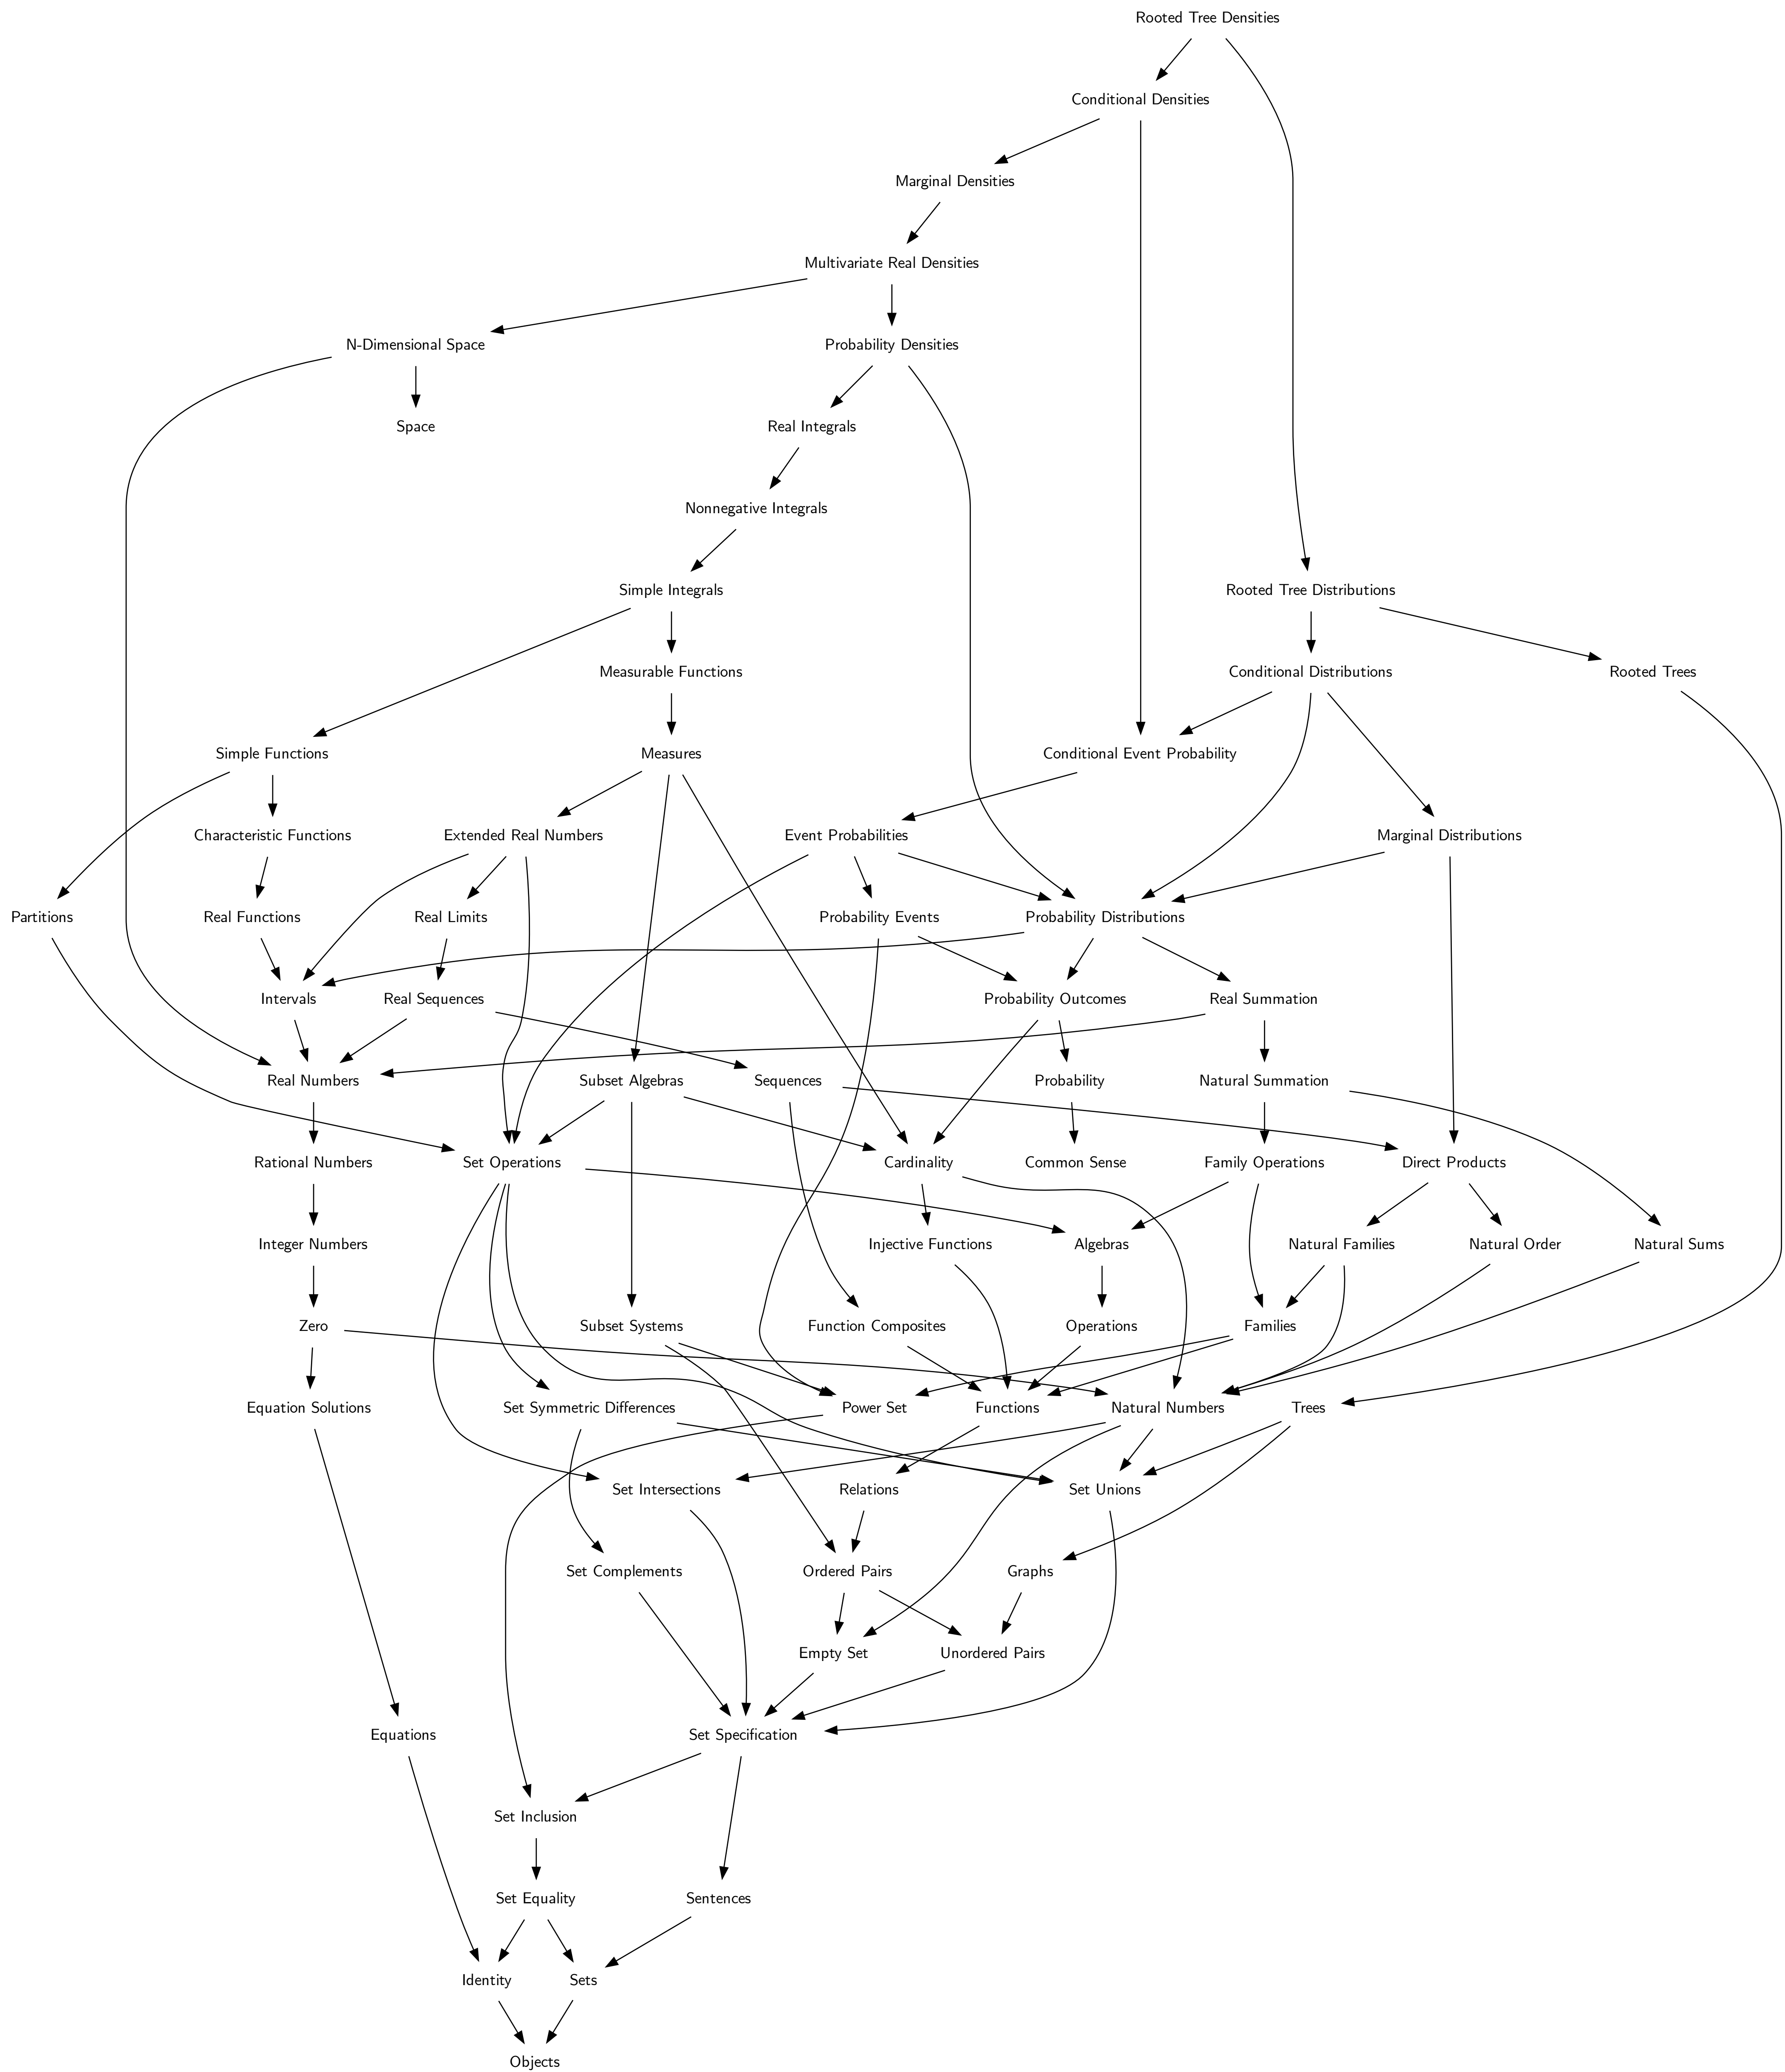 Rooted Tree Densities
Conditional Densities
Marginal Densities
Multivariate Real Densities
N-Dimensional Space
Probability Densities
Space
Real Integrals
Nonnegative Integrals
Simple Integrals
Rooted Tree Distributions
Measurable Functions
Conditional Distributions
Rooted Trees
Simple Functions
Measures
Conditional Event Probability
Characteristic Functions
Extended Real Numbers
Event Probabilities
Marginal Distributions
Partitions
Real Functions
Real Limits
Probability Events
Probability Distributions
Intervals
Real Sequences
Probability Outcomes
Real Summation
Real Numbers
Subset Algebras
Sequences
Probability
Natural Summation
Rational Numbers
Set Operations
Cardinality
Common Sense
Family Operations
Direct Products
Integer Numbers
Injective Functions
Algebras
Natural Families
Natural Order
Natural Sums
Zero
Subset Systems
Function Composites
Operations
Families
Equation Solutions
Set Symmetric Differences
Power Set
Functions
Natural Numbers
Trees
Set Intersections
Relations
Set Unions
Set Complements
Ordered Pairs
Graphs
Empty Set
Unordered Pairs
Equations
Set Specification
Set Inclusion
Set Equality
Sentences
Identity
Sets
Objects